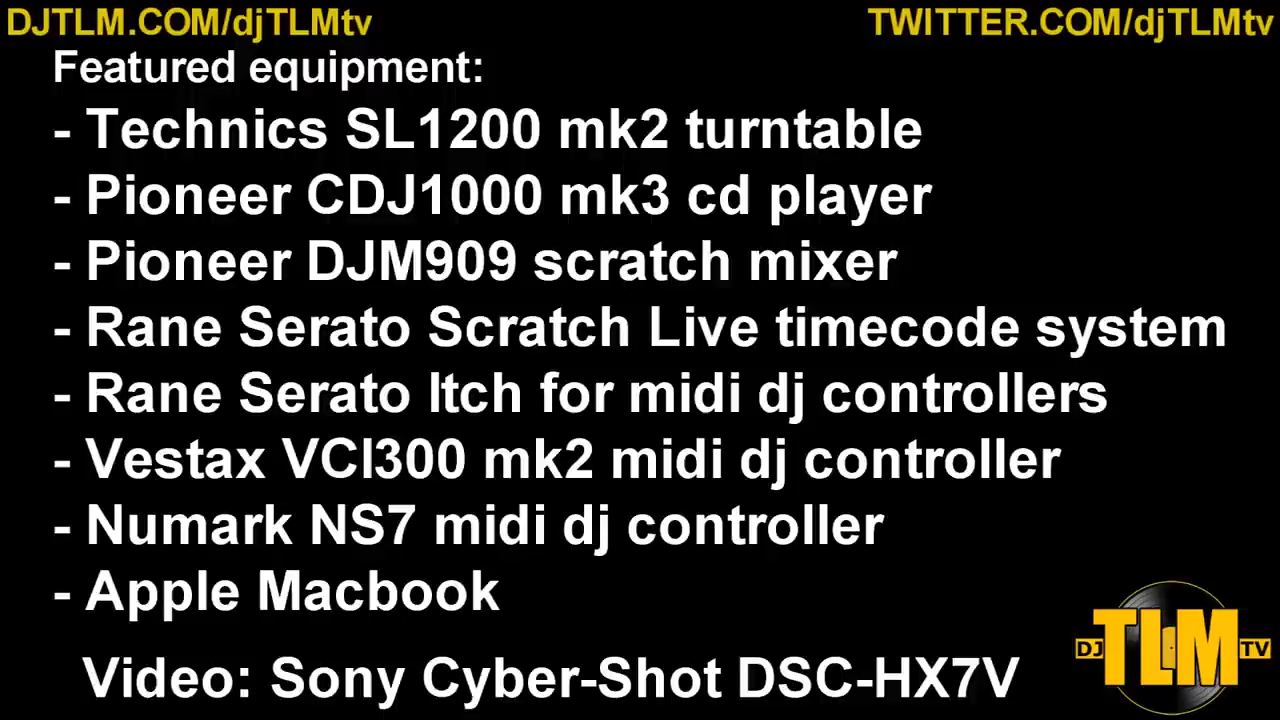 DJTLM.COM/djTLMtv TWITTER.COM/djTLMtv
Featured equipment:
- Technics SL1200 mk2 turntable
- Pioneer CDJ1000 mk3 cd player
- Pioneer DJM909 scratch mixer
- Rane Serato Scratch Live timecode system
- Rane Serato Itch for midi dj controllers
- Vestax VCI300 mk2 midi dj controller
- Numark NS7 midi dj controller
- Apple Macbook
Video: Sony Cyber-Shot DSC-HX7V
DJ TLM TV